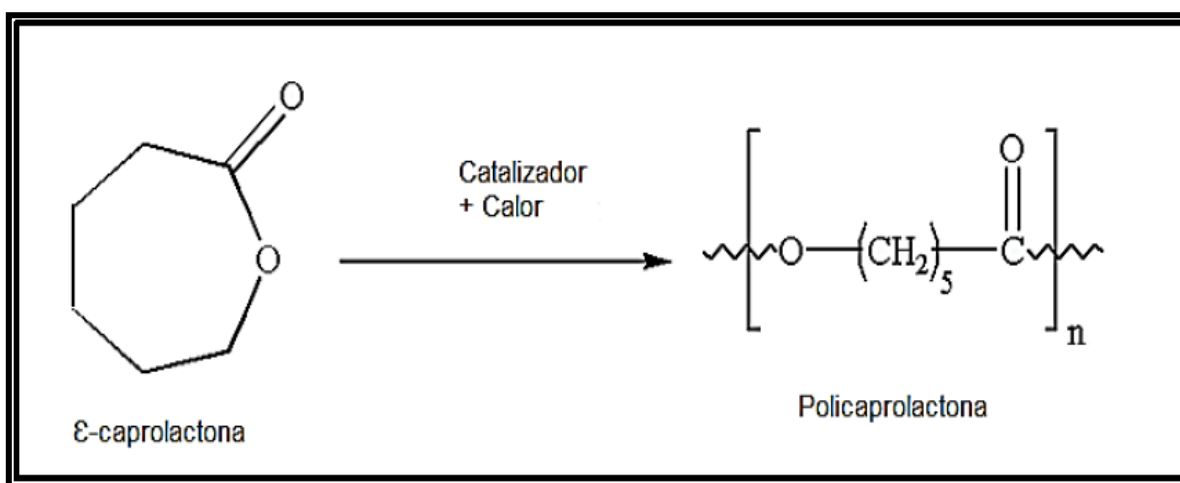 O
Catalizador
+ Calor
O
O
O
(CH₂)₅
C
n
Ɛ-caprolactona
Policaprolactona